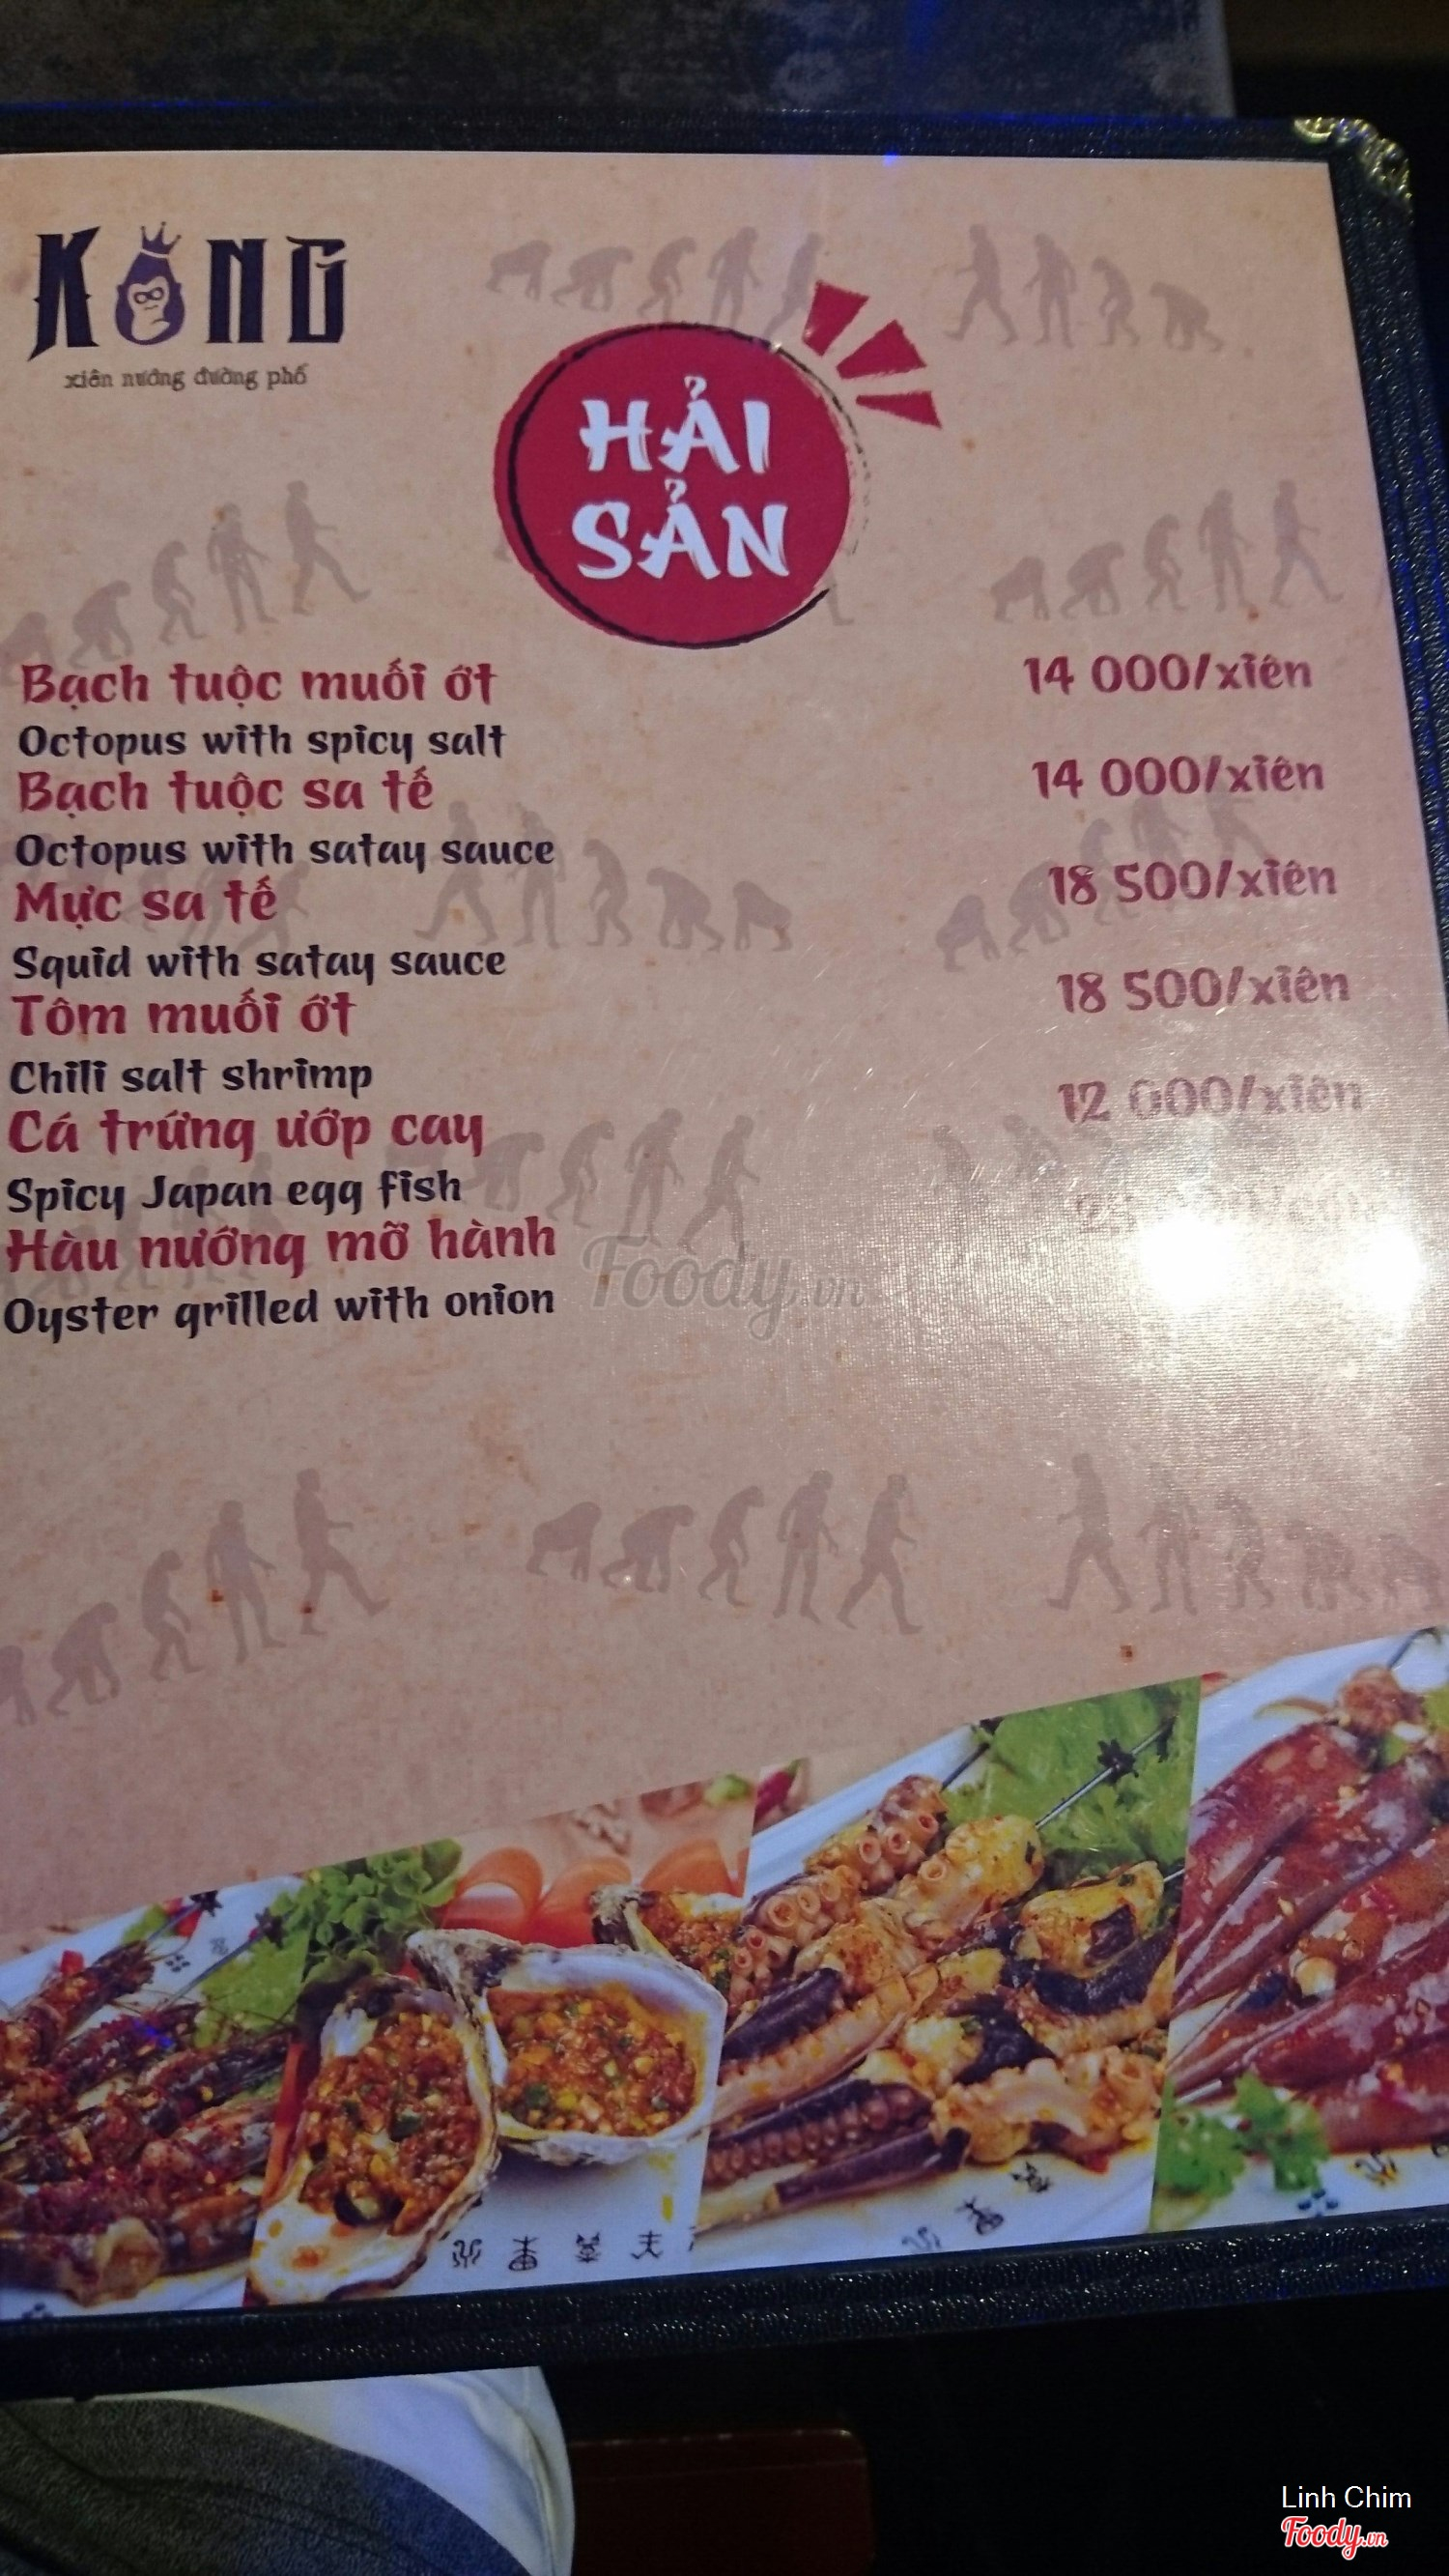 KONG
xiên nướng đường phố
HẢI
SẢN
Bạch tuộc muối ớt 14 000/xiên
Octopus with spicy salt
Bạch tuộc sa tế 14 000/xiên
Octopus with satay sauce
Mực sa tế 18 500/xiên
Squid with satay sauce
Tôm muối ớt 18 500/xiên
Chili salt shrimp
Cá trứng ướp cay 12 000/xiên
Spicy Japan egg fish
Hàu nướng mỡ hành
Oyster grilled with onion
Foody.vn
Linh Chim
Foody.vn